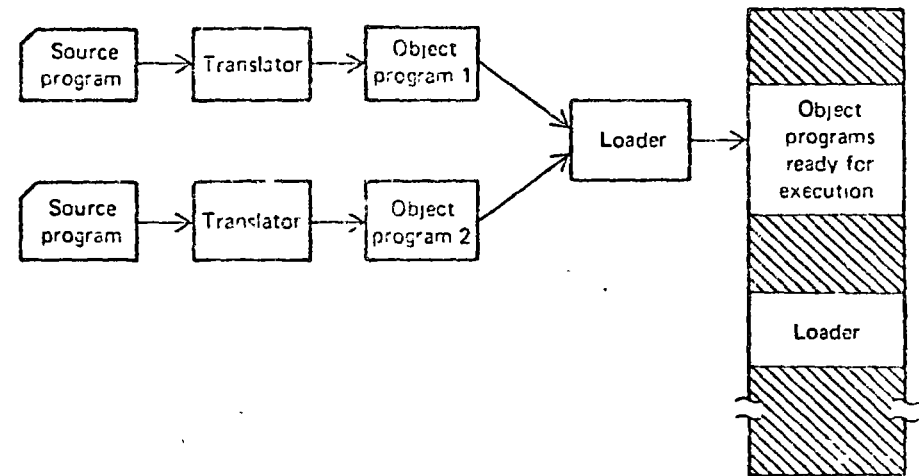 Source
program
Translator
Object
program 1
Source
program
Translator
Object
program 2
Loader
Object
programs
ready for
execution
Loader